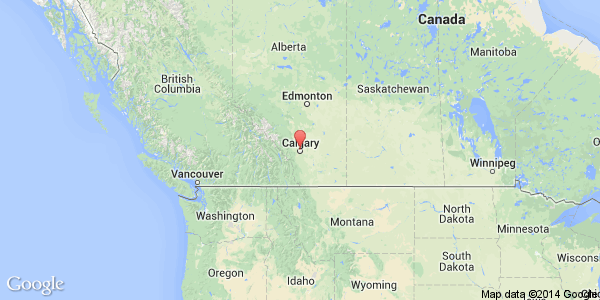 Canada
Alberta
Manitoba
British
Columbia
Saskatchewan
Edmonton
Calgary
Winnipeg
Vancouver
Washington
Montana
North
Dakota
Minnesota
Oregon
Idaho
Wyoming
South
Dakota
Wisconsin
Google
Map data ©2014 Google